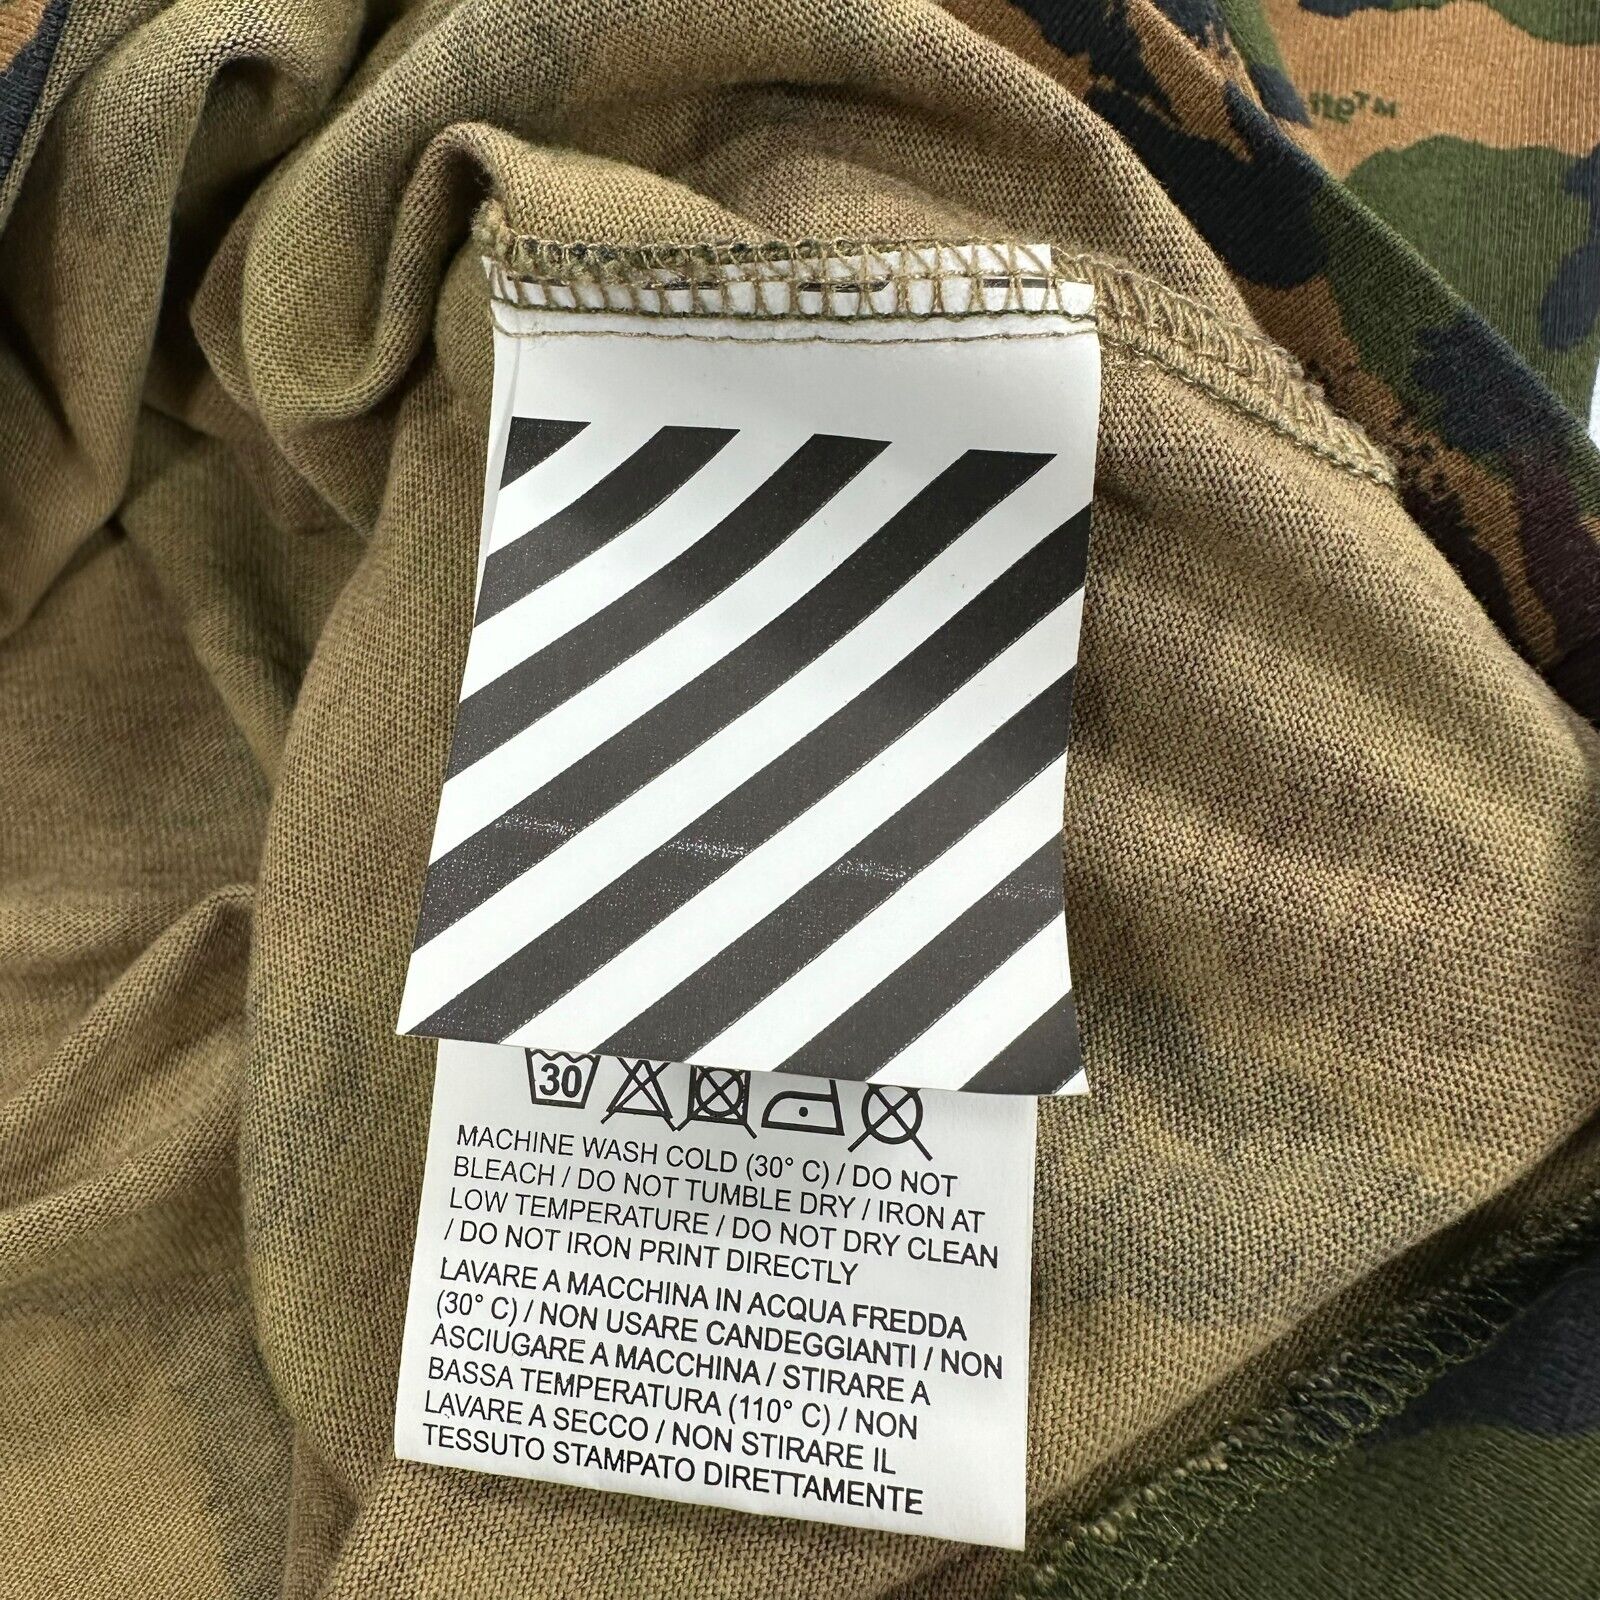 ite™
30
MACHINE WASH COLD (30° C) / DO NOT
BLEACH / DO NOT TUMBLE DRY / IRON AT
LOW TEMPERATURE / DO NOT DRY CLEAN
/ DO NOT IRON PRINT DIRECTLY
LAVARE A MACCHINA IN ACQUA FREDDA
(30° C) / NON USARE CANDEGGIANTI / NON
ASCIUGARE A MACCHINA / STIRARE A
BASSA TEMPERATURA (110° C) / NON
LAVARE A SECCO / NON STIRARE IL
TESSUTO STAMPATO DIRETTAMENTE